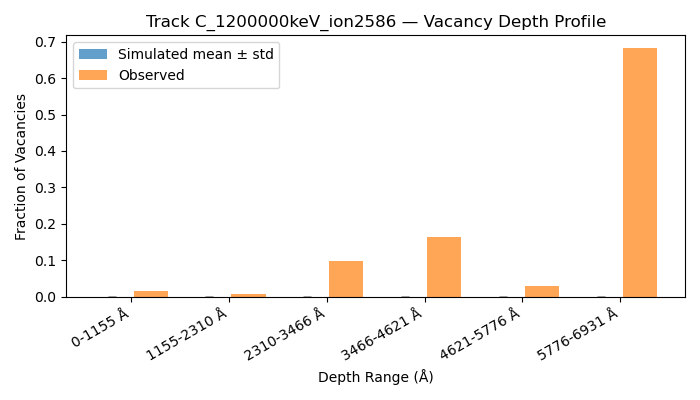 Track C_1200000keV_ion2586 — Vacancy Depth Profile
Simulated mean ± std
Observed
Fraction of Vacancies
0.7
0.6
0.5
0.4
0.3
0.2
0.1
0.0
0-1155 Å
1155-2310 Å
2310-3466 Å
3466-4621 Å
4621-5776 Å
5776-6931 Å
Depth Range (Å)